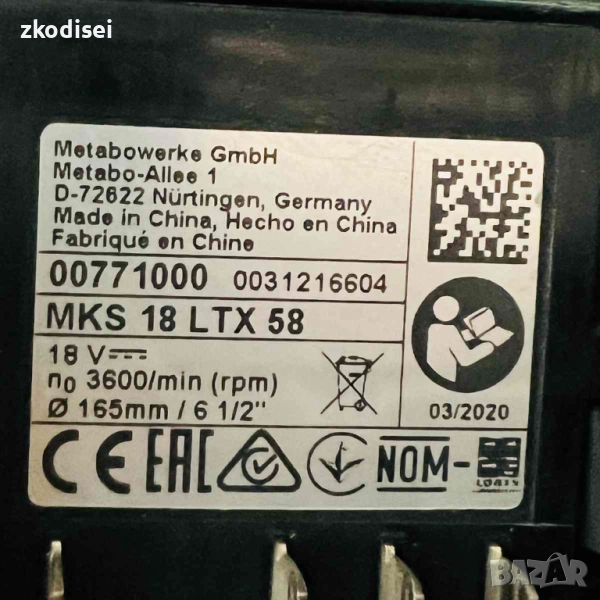 zkodisei
Metabowerke GmbH
Metabo-Allee 1
D-72622 Nürtingen, Germany
Made in China, Hecho en China
Fabriqué en Chine
00771000 0031216604
MKS 18 LTX 58
18 V
n0 3600/min (rpm)
Ø 165mm / 6 1/2"
03/2020
CE EAC NOM-
BAZAR